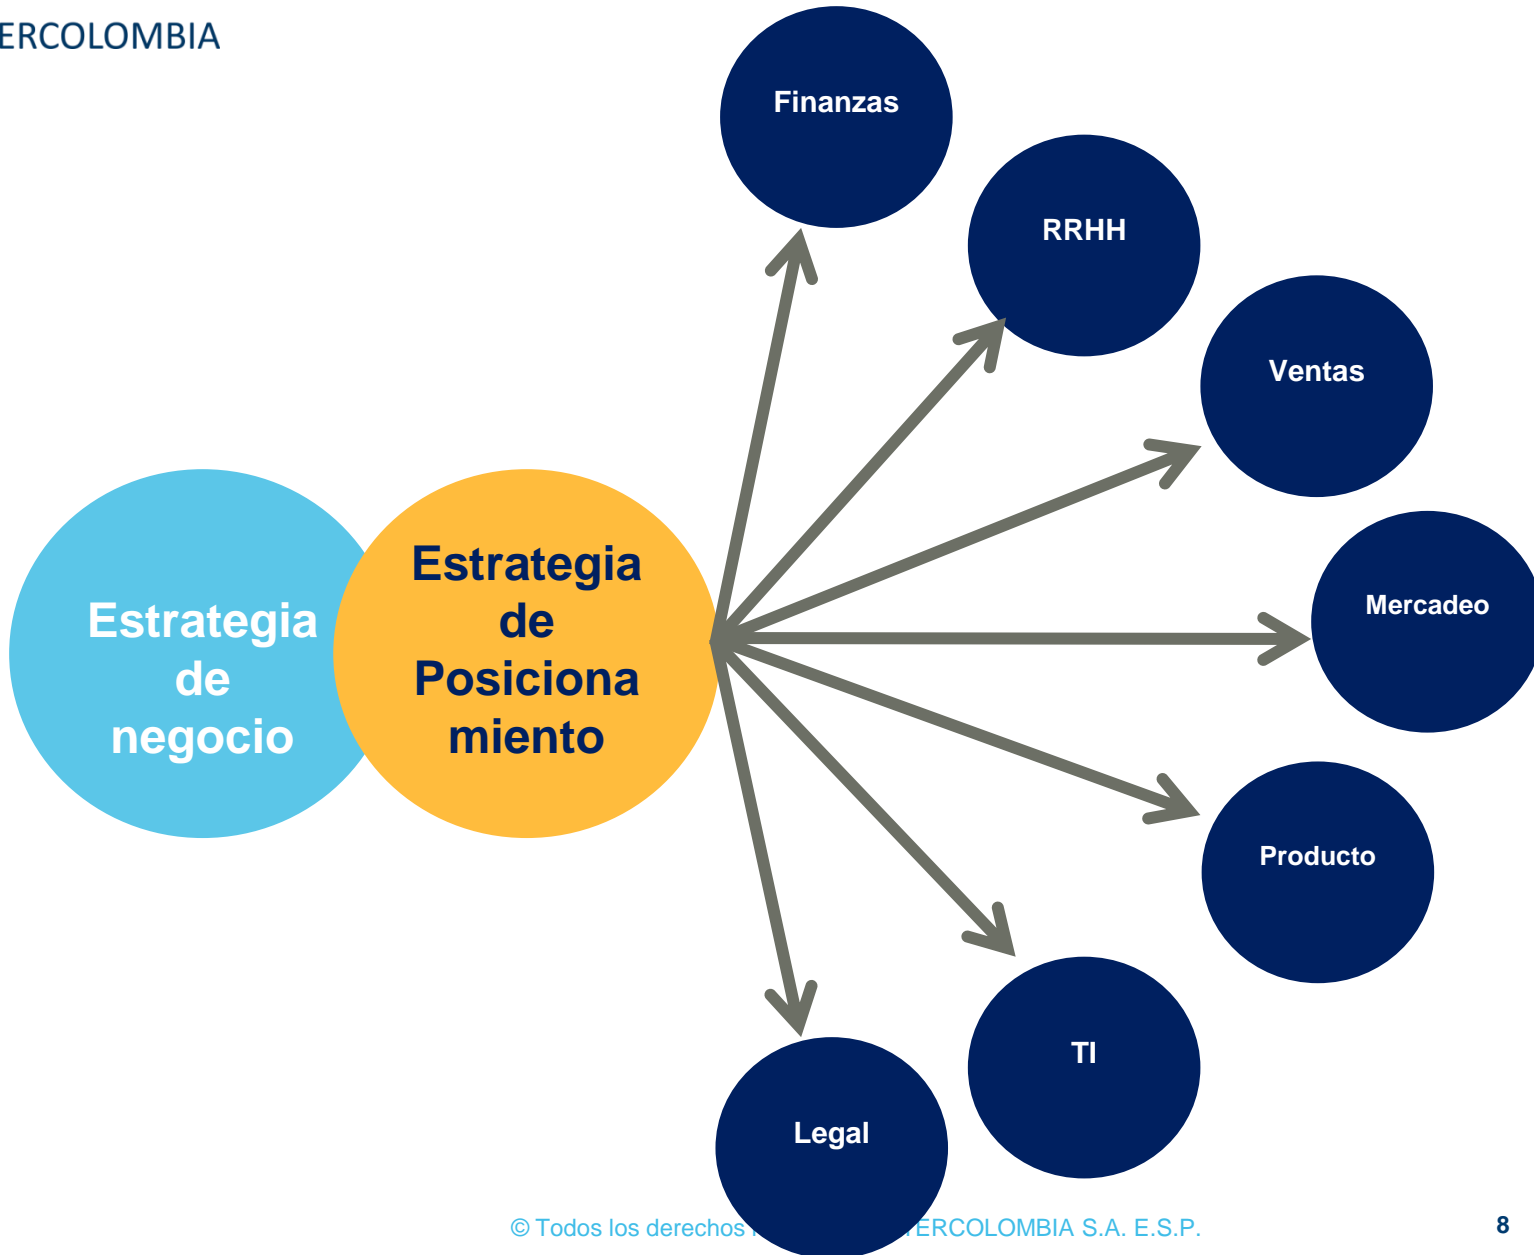 ERCOLOMBIA
Finanzas
RRHH
Ventas
Estrategia
de
negocio
Estrategia
de
Posiciona
miento
Mercadeo
Producto
TI
Legal
© Todos los derechos ERCOLOMBIA S.A. E.S.P.
8